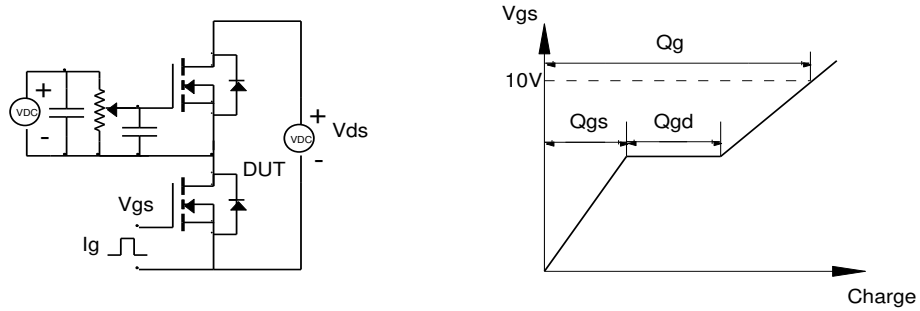 +
VDC
-
Vgs
Ig
DUT
+
VDC
Vds
-
Vgs
Qg
10V
Qgs
Qgd
Charge